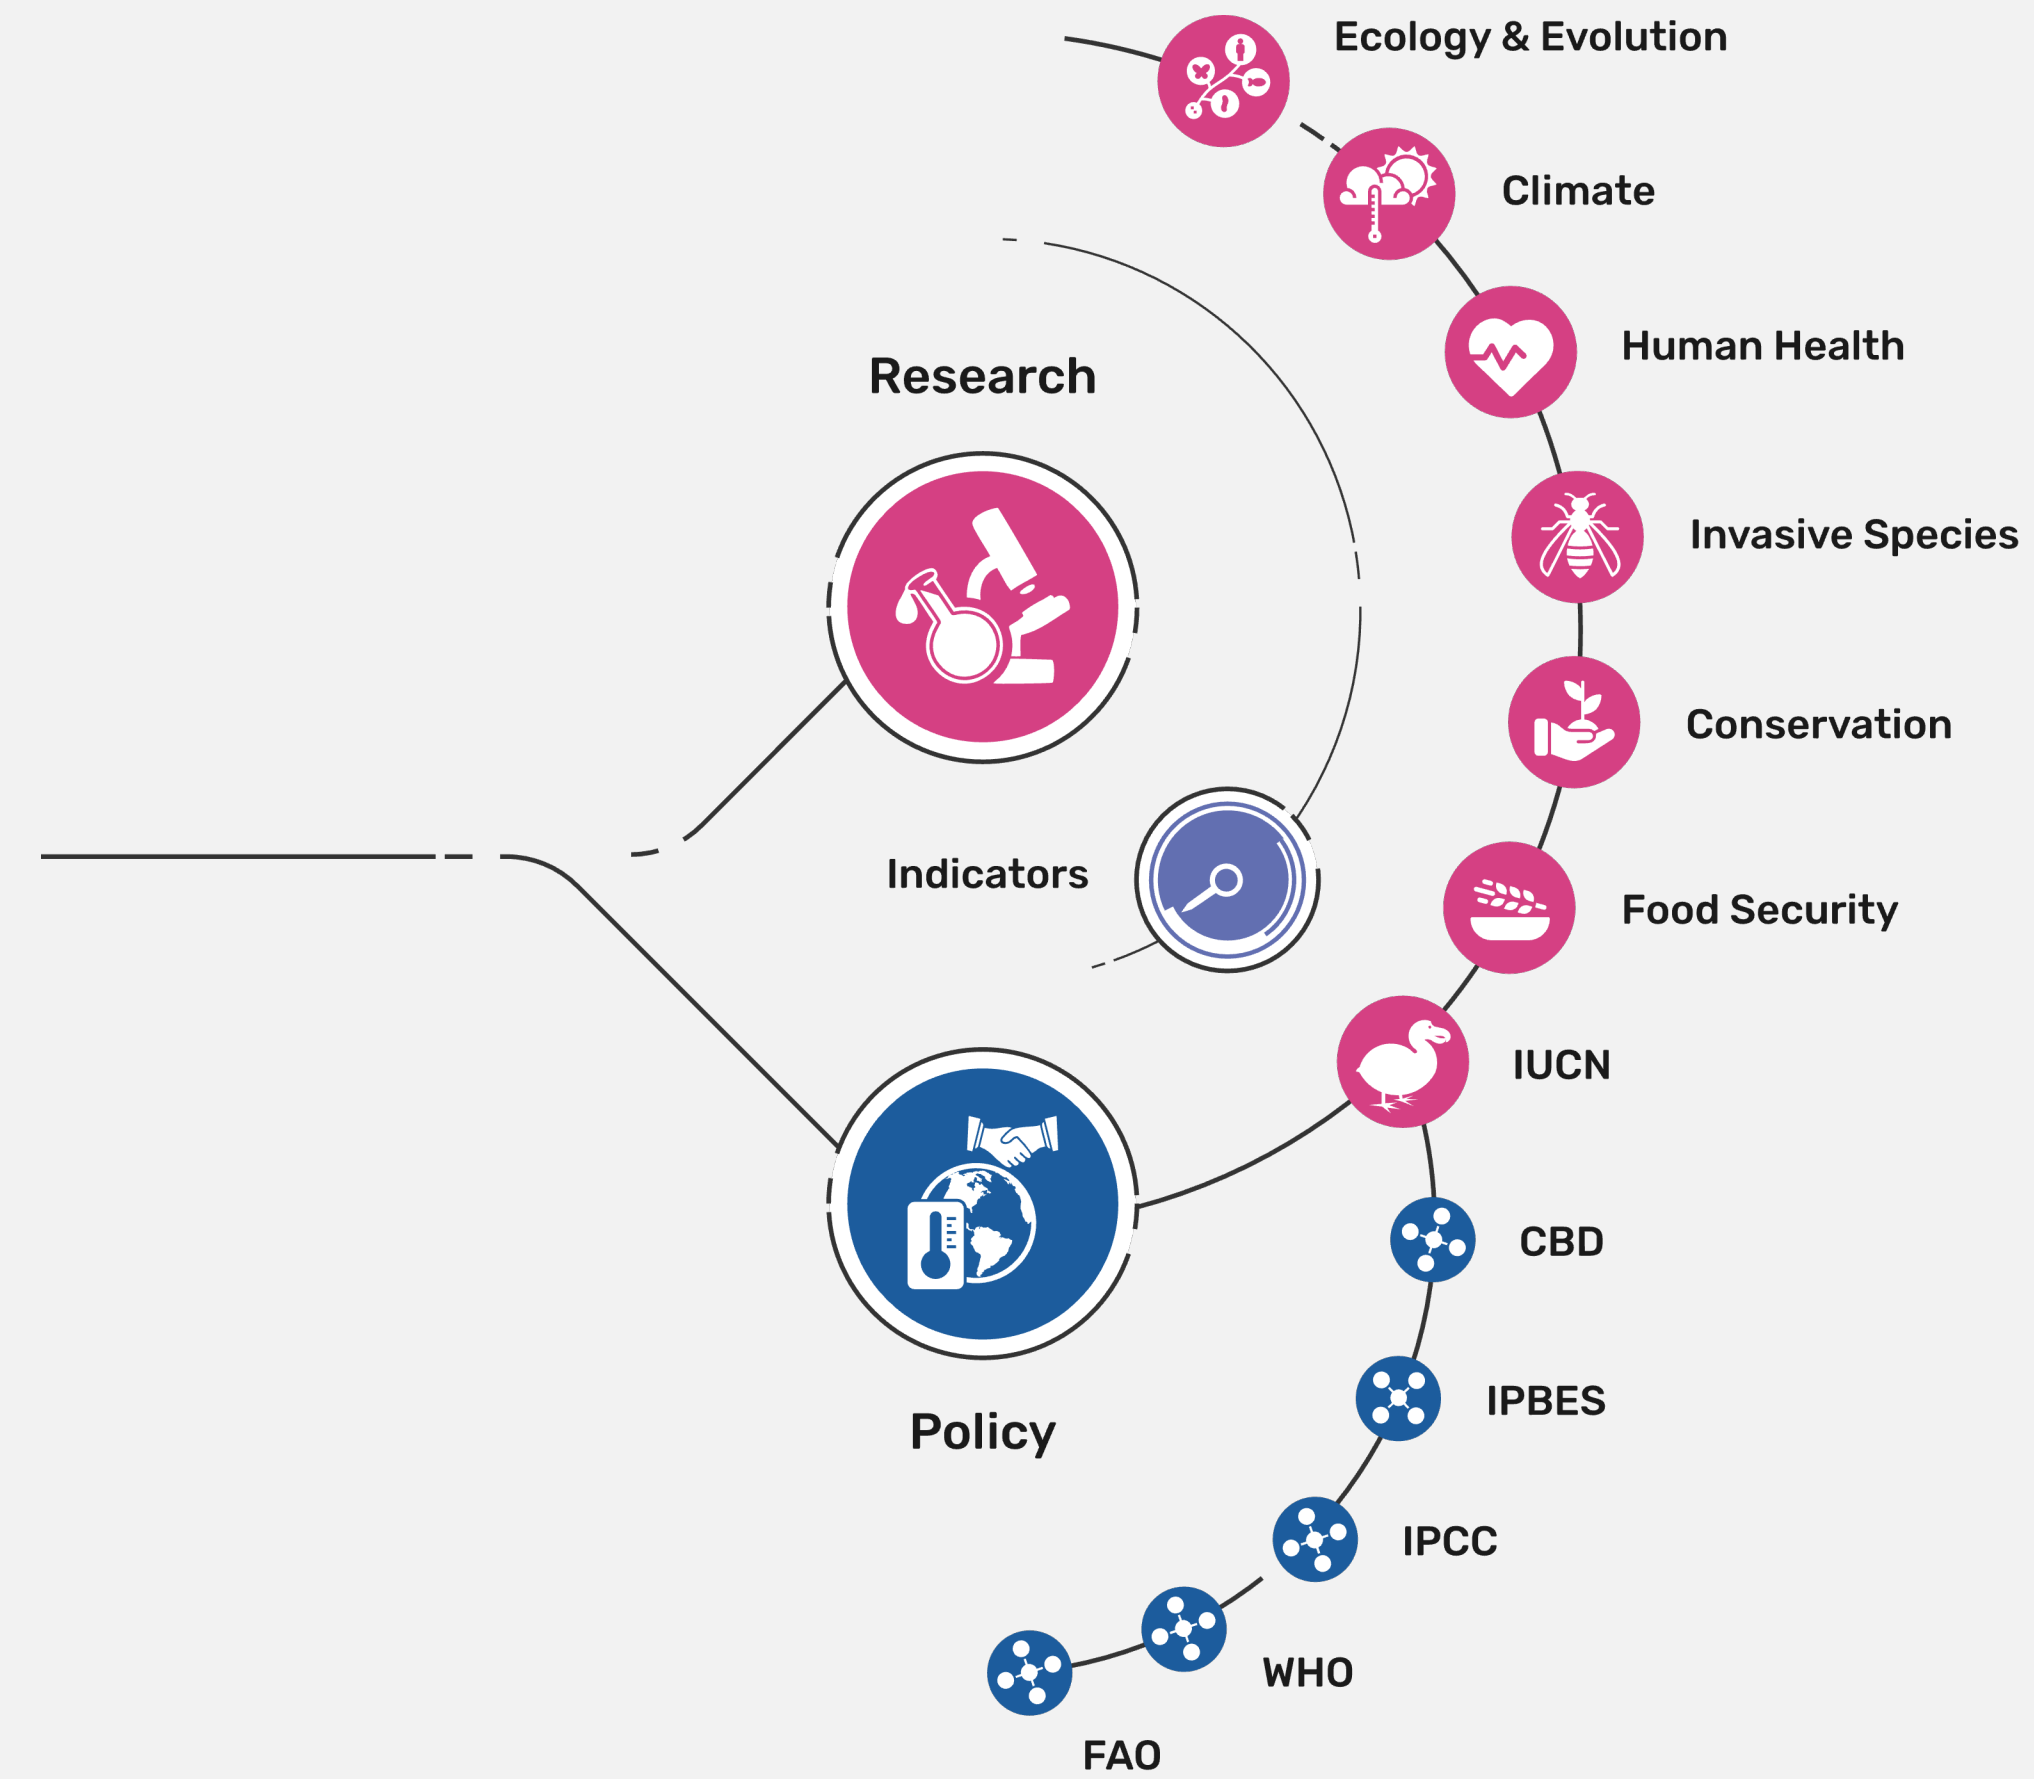 Ecology & Evolution
Climate
Human Health
Research
Invasive Species
Conservation
Indicators
Food Security
IUCN
CBD
IPBES
Policy
IPCC
WHO
FAO